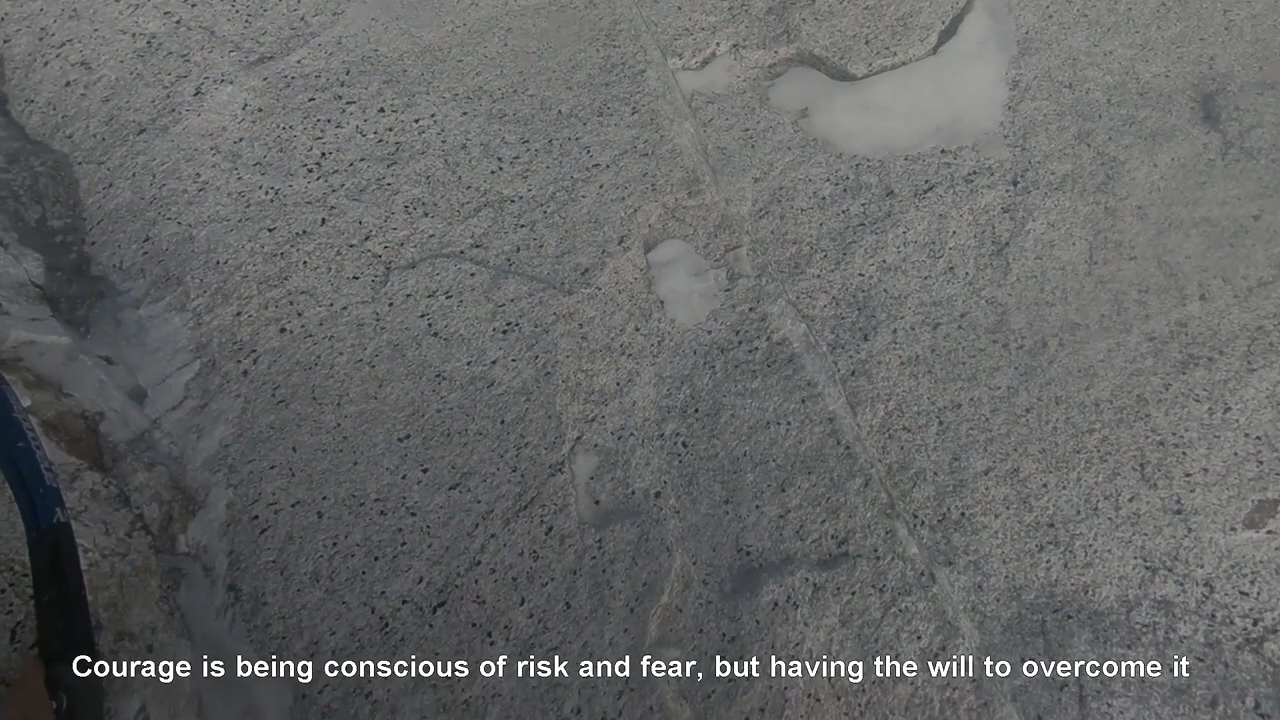 Courage is being conscious of risk and fear, but having the will to overcome it